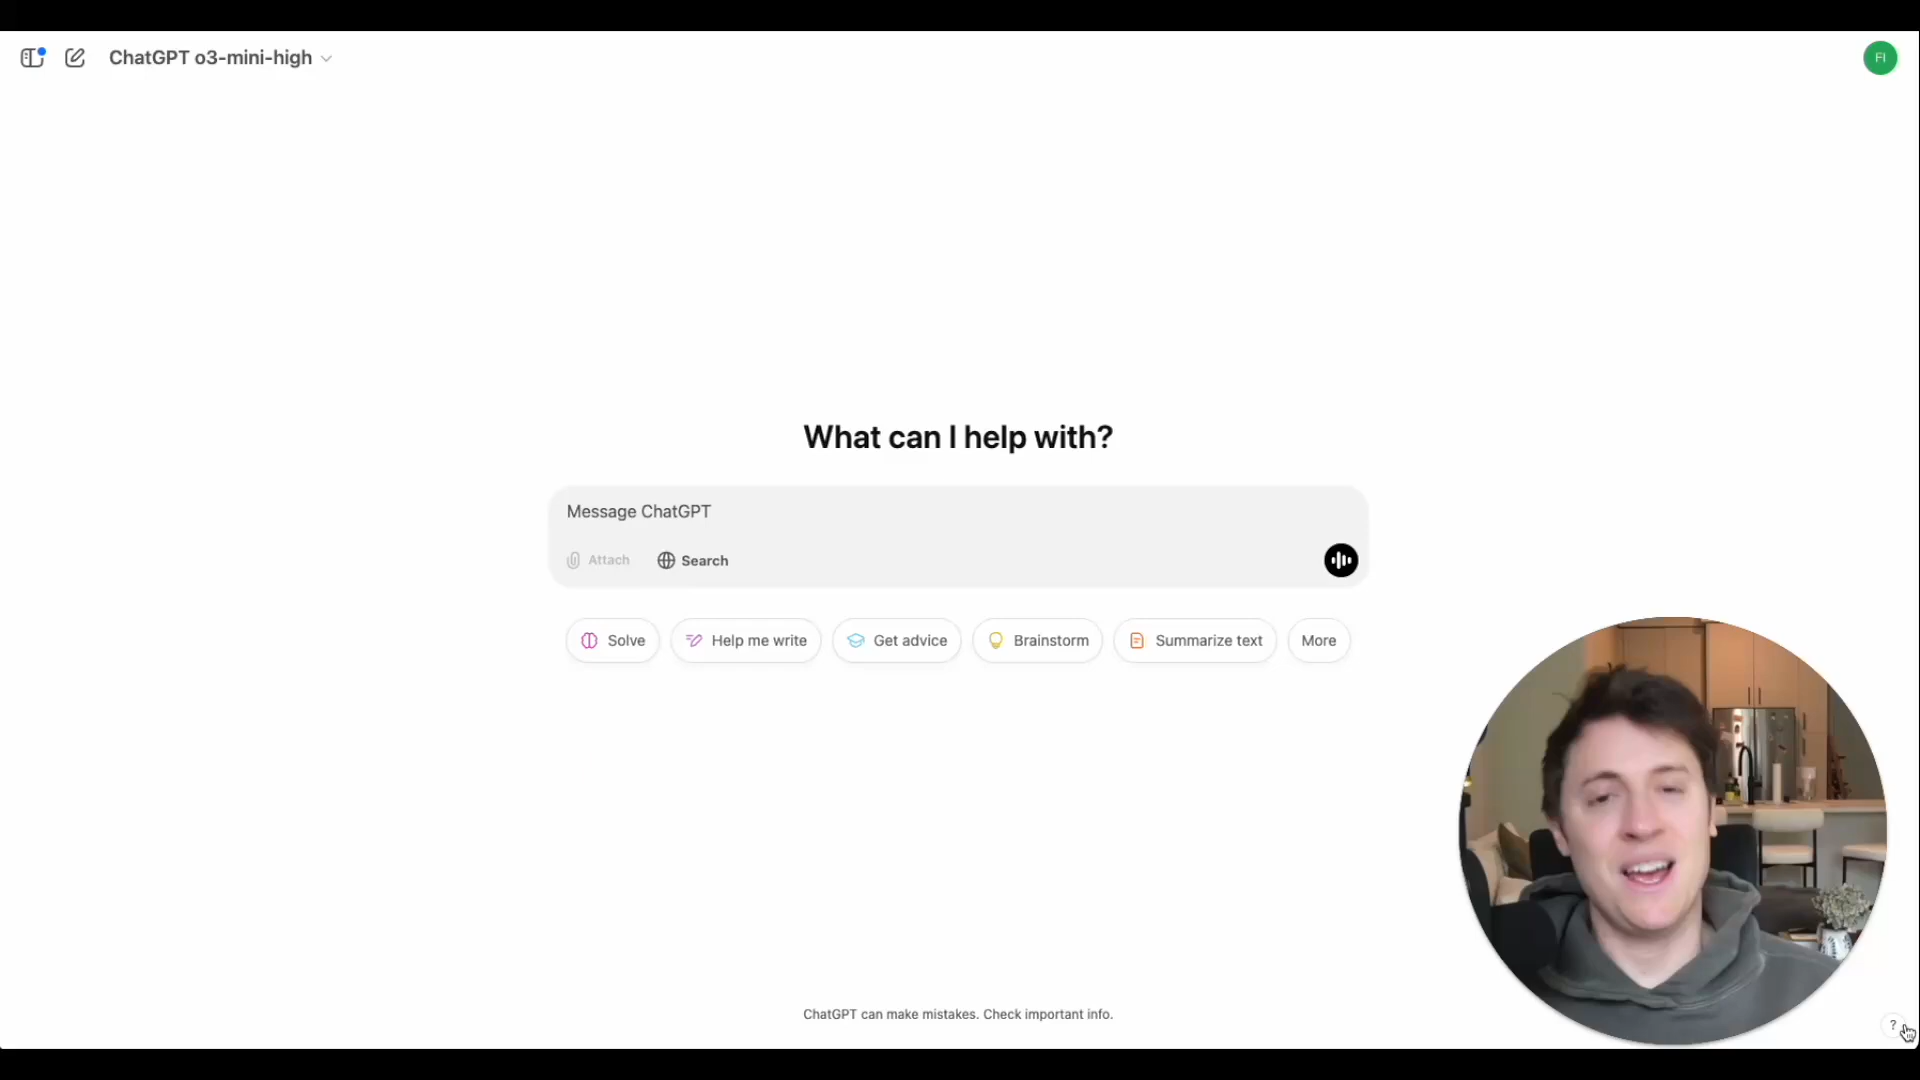 ChatGPT o3-mini-high
FI
What can I help with?
Message ChatGPT
Attach
Search
Solve
Help me write
Get advice
Brainstorm
Summarize text
More
ChatGPT can make mistakes. Check important info.
?